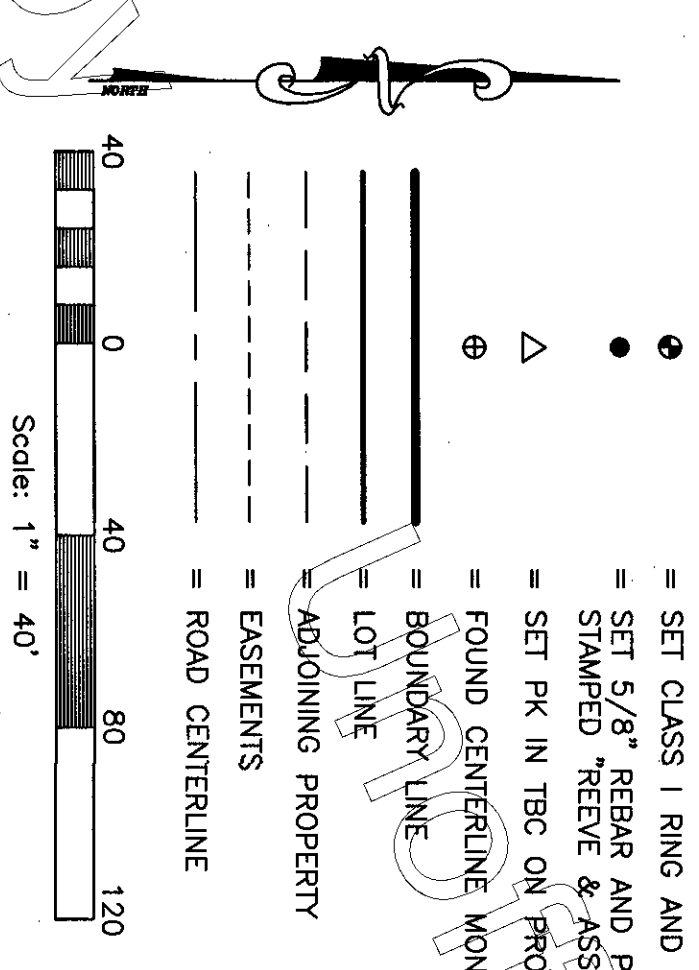 = SET CLASS I RING AND
= SET 5/8" REBAR AND P
STAMPED "REEVE & ASS
= SET PK IN TBC ON PRO
= FOUND CENTERLINE MON
= BOUNDARY LINE
= LOT LINE
= ADJOINING PROPERTY
= EASEMENTS
= ROAD CENTERLINE
NORTH
40 0 40 80 120
Scale: 1" = 40'